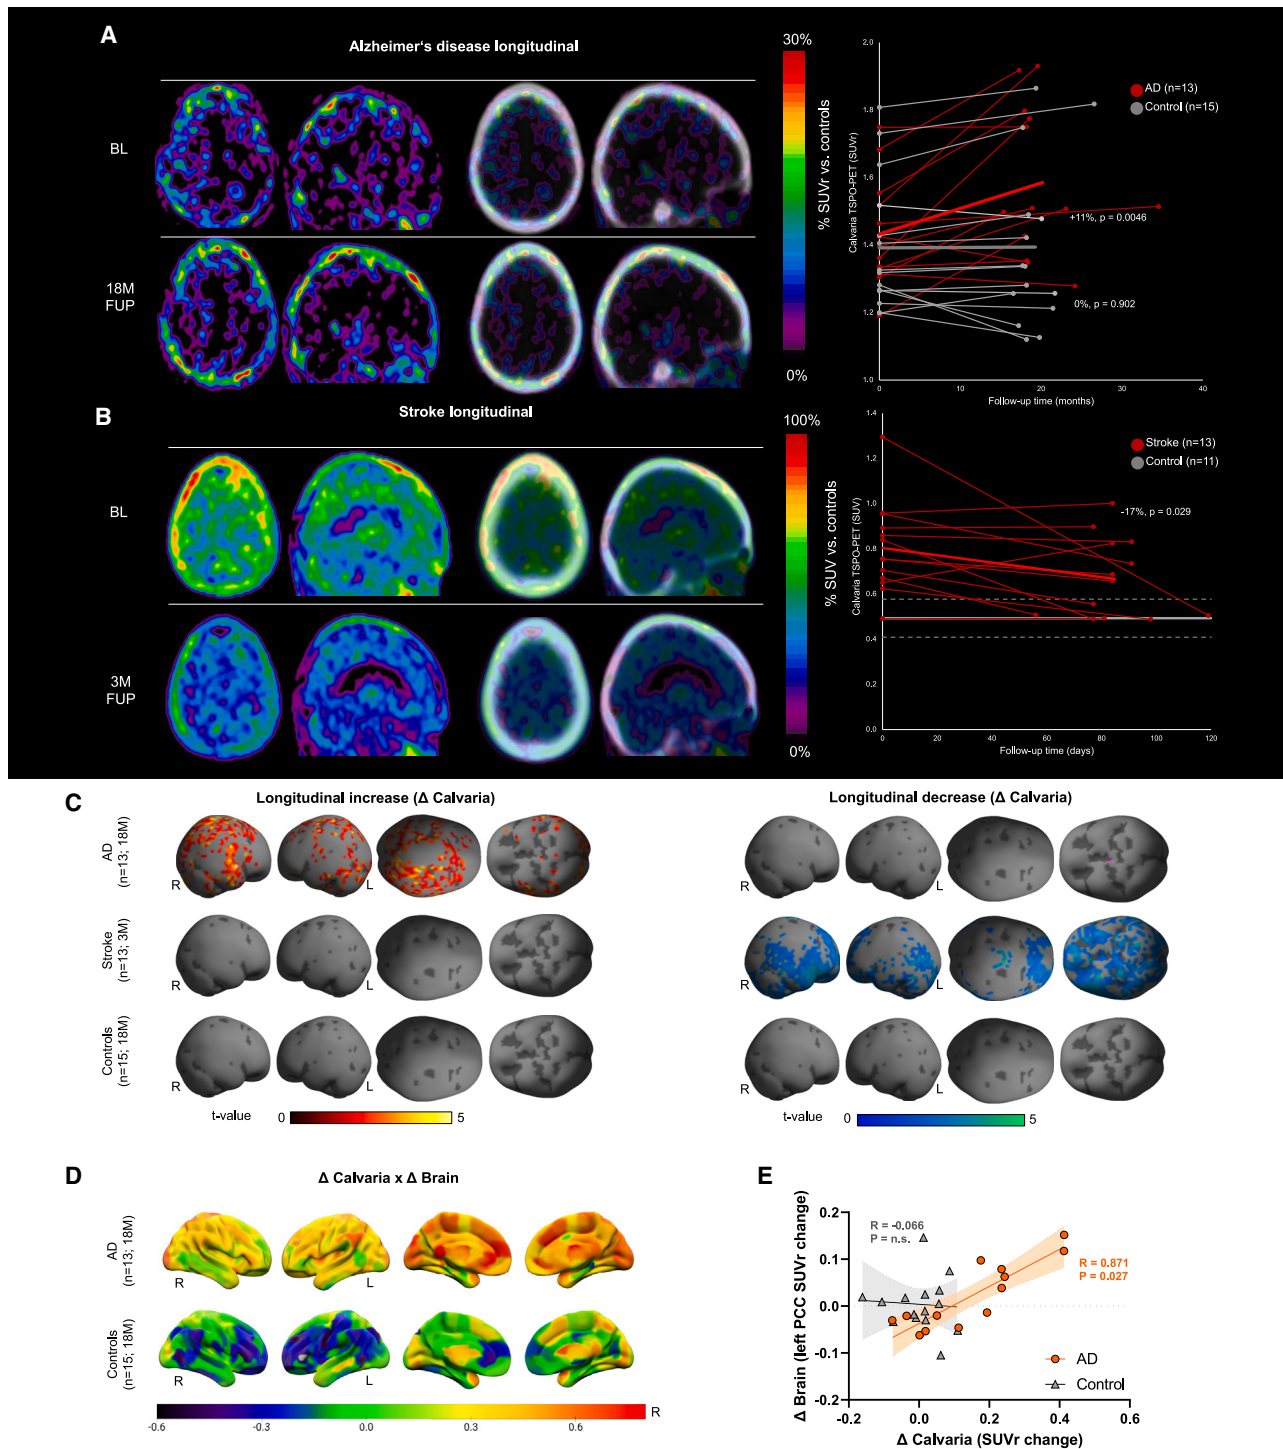 A
Alzheimer's disease longitudinal
BL
18M
FUP
30%
% SUVr vs. controls
0%
2.0
1.8
1.6
1.4
1.2
1.0
Calvaria TSPO-PET (SUVr)
0
10
20
30
40
Follow-up time (months)
AD (n=13)
Control (n=15)
+11%, p = 0.0046
0%, p = 0.902
B
Stroke longitudinal
BL
3M
FUP
100%
% SUV vs. controls
0%
1.4
1.2
1.0
0.8
0.6
0.4
0.2
0.0
Calvaria TSPO-PET (SUV)
0
20
40
60
80
100
120
Follow-up time (days)
Stroke (n=13)
Control (n=11)
-17%, p = 0.029
C
Longitudinal increase (Δ Calvaria)
Longitudinal decrease (Δ Calvaria)
AD
(n=13; 18M)
R
L
R
L
Stroke
(n=13; 3M)
R
L
R
L
Controls
(n=15; 18M)
R
L
R
L
t-value
0
5
t-value
0
5
D
Δ Calvaria x Δ Brain
AD
(n=13; 18M)
R
L
Controls
(n=15; 18M)
R
L
-0.6
-0.3
0.0
0.3
0.6
R
E
Δ Brain (left PCC SUVr change)
0.2
0.1
0.0
-0.1
-0.2
R = -0.066
P = n.s.
R = 0.871
P = 0.027
AD
Control
-0.2
0.0
0.2
0.4
0.6
Δ Calvaria (SUVr change)